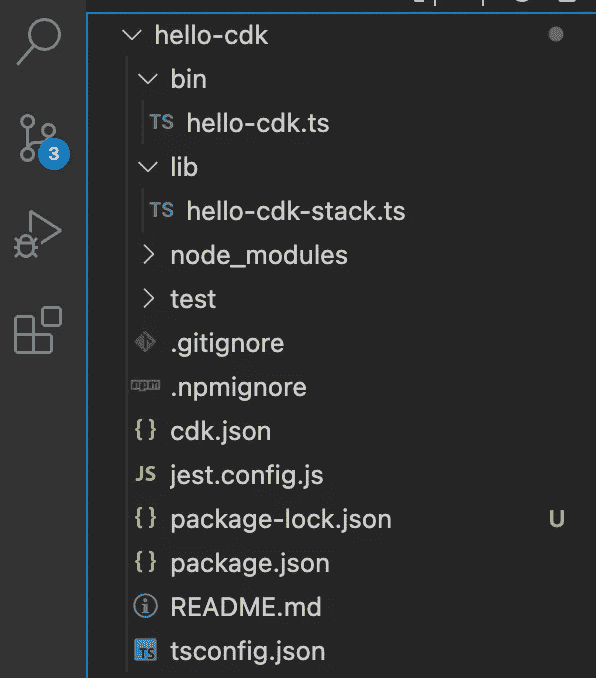 hello-cdk
bin
TS hello-cdk.ts
3
lib
TS hello-cdk-stack.ts
node_modules
test
.gitignore
npm .npmignore
{} cdk.json
JS jest.config.js
{} package-lock.json U
{} package.json
README.md
TS tsconfig.json